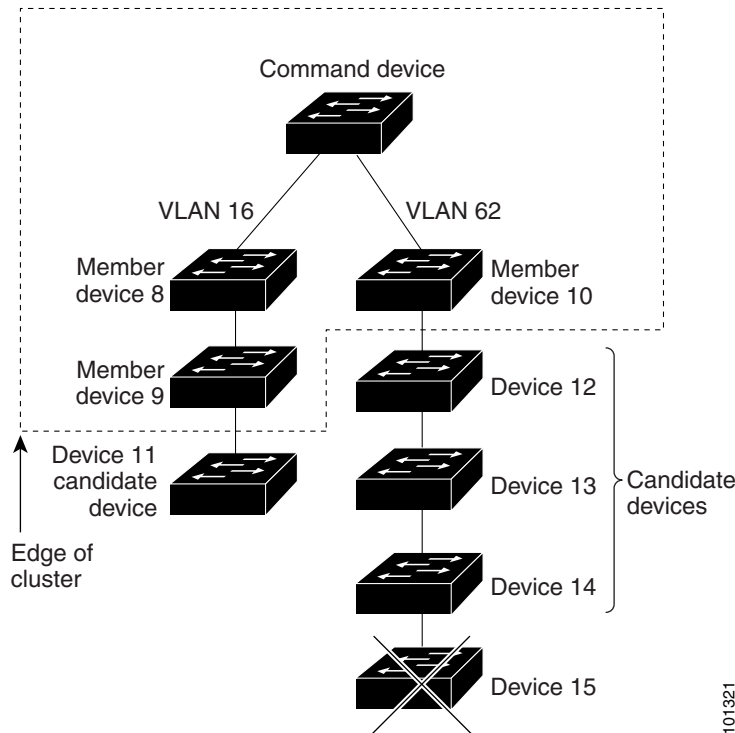 Command device
VLAN 16
VLAN 62
Member
device 8
Member
device 10
Member
device 9
Device 12
Device 11
candidate
device
Device 13
Candidate
devices
Edge of
cluster
Device 14
Device 15
101321